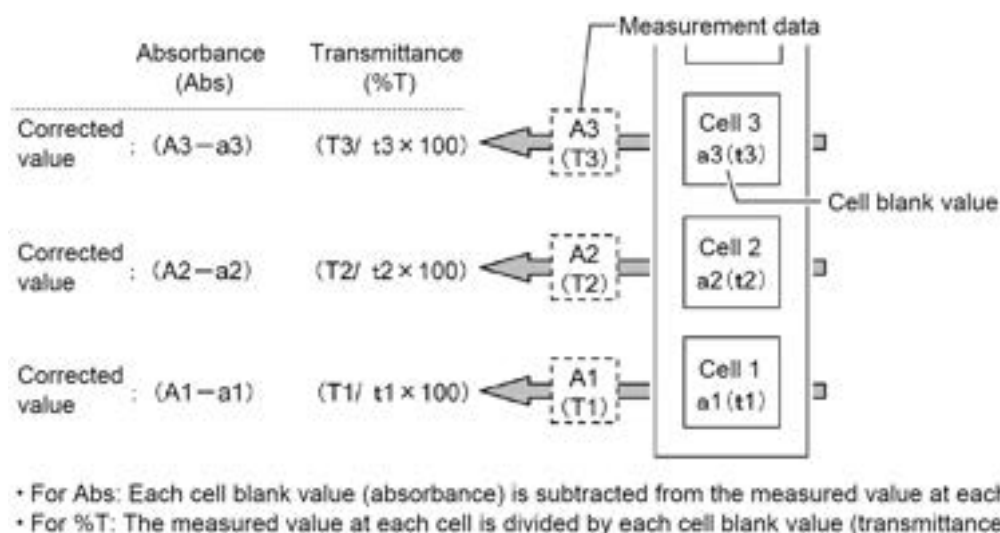 Measurement data
Absorbance
(Abs)
Transmittance
(%T)
Corrected
value
: (A3−a3)
(T3/ t3×100)
A3
(T3)
Cell 3
a3(t3)
Cell blank value
Corrected
value
: (A2−a2)
(T2/ t2×100)
A2
(T2)
Cell 2
a2(t2)
Corrected
value
: (A1−a1)
(T1/ t1×100)
A1
(T1)
Cell 1
a1(t1)
• For Abs: Each cell blank value (absorbance) is subtracted from the measured value at each
• For %T: The measured value at each cell is divided by each cell blank value (transmittance